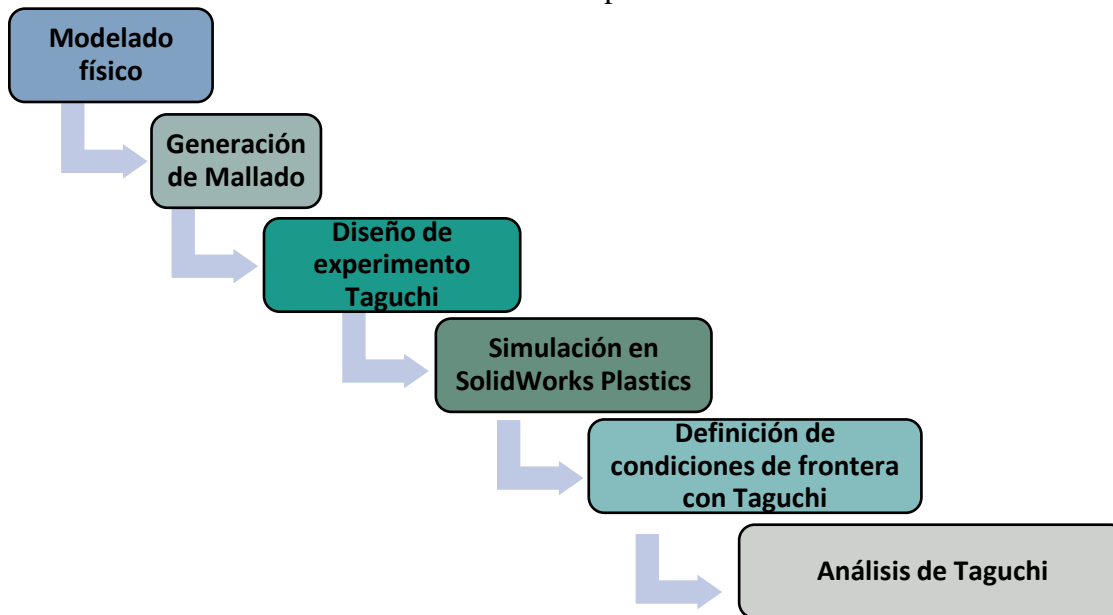 Modelado
físico
Generación
de Mallado
Diseño de
experimento
Taguchi
Simulación en
SolidWorks Plastics
Definición de
condiciones de frontera
con Taguchi
Análisis de Taguchi